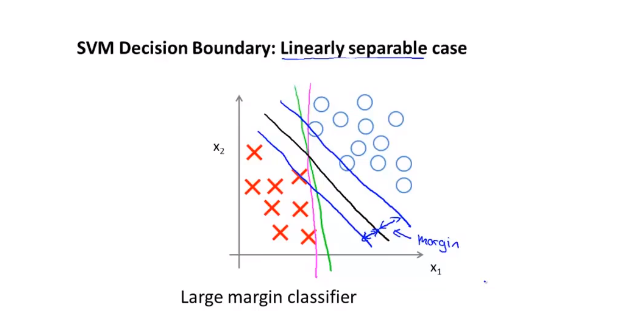 SVM Decision Boundary: Linearly separable case
x2
margin
x1
Large margin classifier